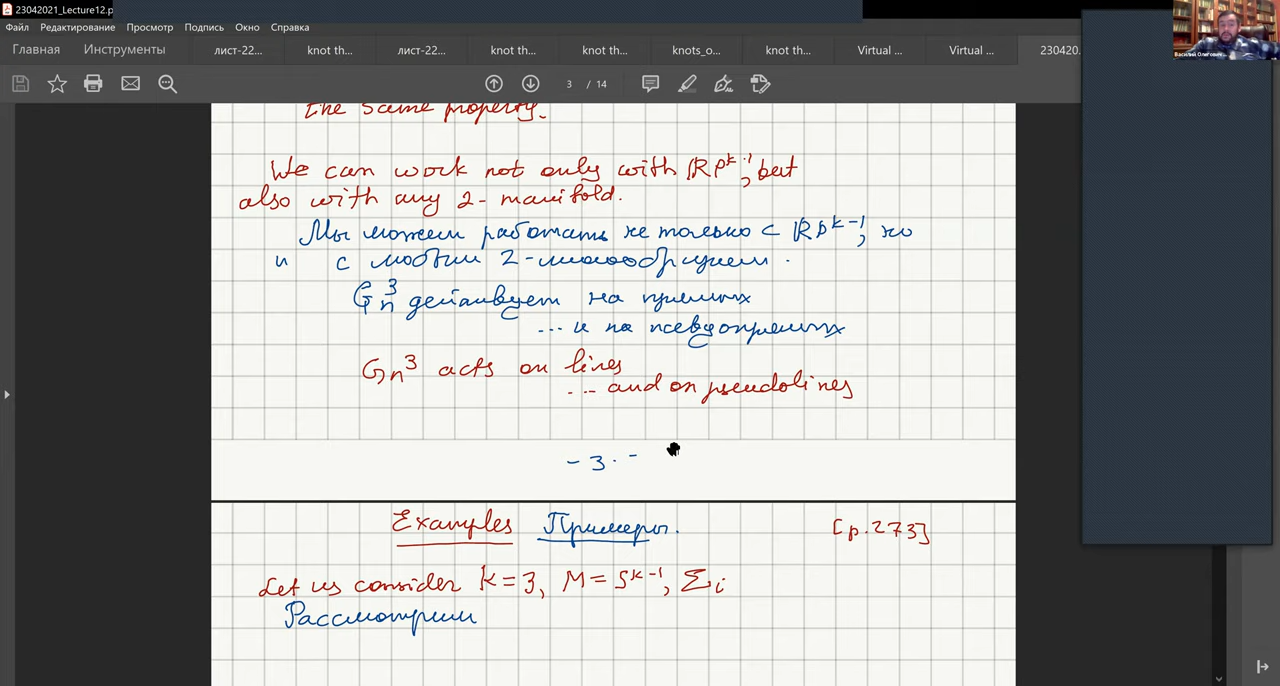 23042021_Lecture12.p
Файл Редактирование Просмотр Подпись Окно Справка
Главная Инструменты лист-22... knot th... лист-22... knot th... knot th... knots_o... knot th... Virtual ... Virtual ... 230420.
3 / 14
the same property.
We can work not only with RP^k-1, but
also with any 2-manifold.
Мы можем работать не только с RP^k-1, но
и с любым 2-многообразием.
G_n^3 действует на прямых
... и на псевдопрямых
G_n^3 acts on lines
... and on pseudolines
- 3. -
Examples Примеры. [p.273]
Let us consider k=3, M=S^k-1, Σ_i
Рассмотрим